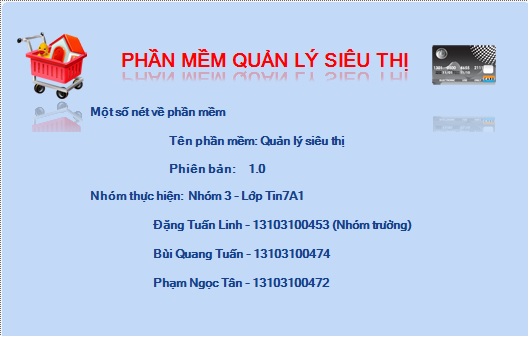 PHẦN MỀM QUẢN LÝ SIÊU THỊ
Một số nét về phần mềm
Tên phần mềm: Quản lý siêu thị
Phiên bản: 1.0
Nhóm thực hiện: Nhóm 3 - Lớp Tin7A1
Đặng Tuấn Linh - 13103100453 (Nhóm trưởng)
Bùi Quang Tuấn - 13103100474
Phạm Ngọc Tân - 13103100472